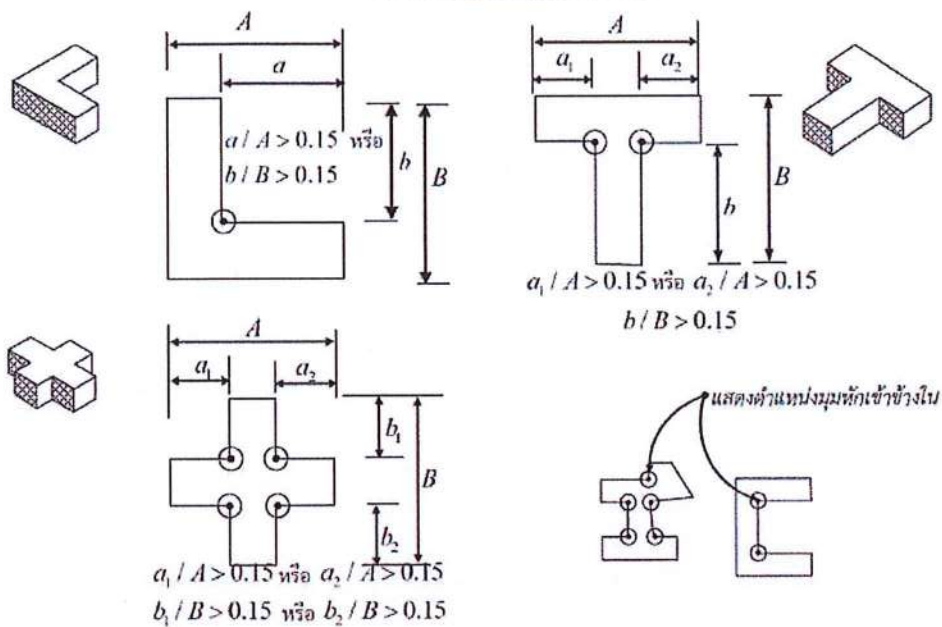 A
a
a / A > 0.15 หรือ
b / B > 0.15
b
B
A
a₁
a₂
b
B
a₁ / A > 0.15 หรือ a₂ / A > 0.15
b / B > 0.15
A
a₁
a₂
b₁
B
b₂
a₁ / A > 0.15 หรือ a₂ / A > 0.15
b₁ / B > 0.15 หรือ b₂ / B > 0.15
แสดงตำแหน่งมุมหักเข้าข้างใน